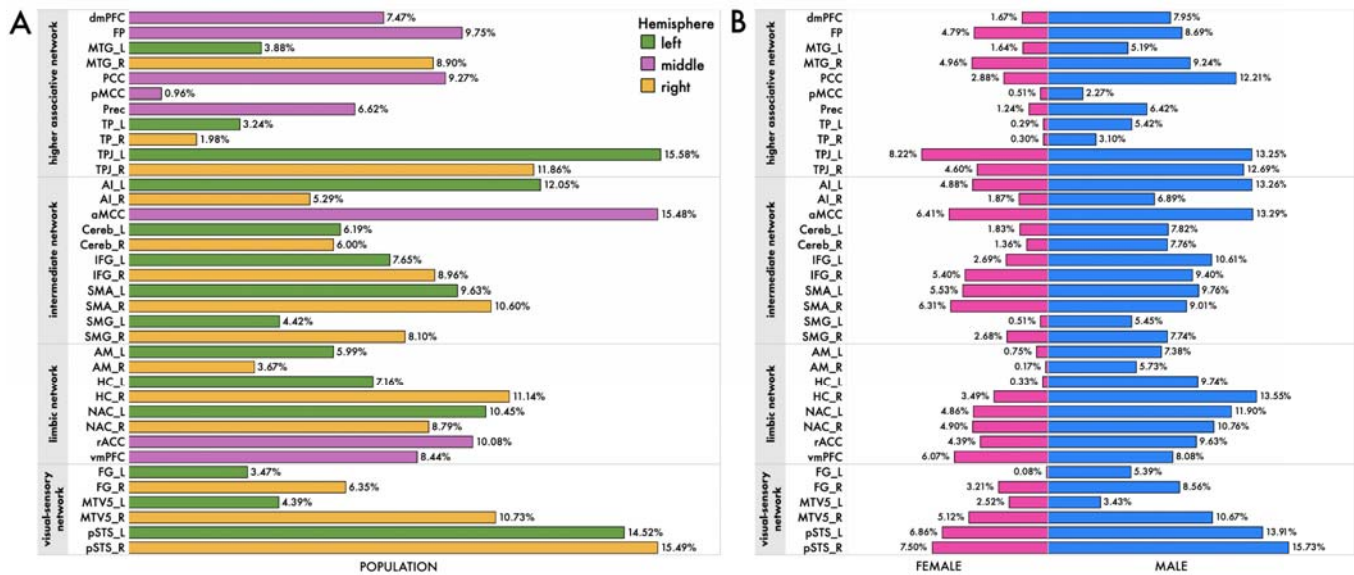 A
B
Hemisphere
left
middle
right
higher associative network
dmPFC 7.47%
FP 9.75%
MTG_L 3.88%
MTG_R 8.90%
PCC 9.27%
pMCC 0.96%
Prec 6.62%
TP_L 3.24%
TP_R 1.98%
TPJ_L 15.58%
TPJ_R 11.86%
intermediate network
AI_L 12.05%
AI_R 5.29%
aMCC 15.48%
Cereb_L 6.19%
Cereb_R 6.00%
IFG_L 7.65%
IFG_R 8.96%
SMA_L 9.63%
SMA_R 10.60%
SMG_L 4.42%
SMG_R 8.10%
limbic network
AM_L 5.99%
AM_R 3.67%
HC_L 7.16%
HC_R 11.14%
NAC_L 10.45%
NAC_R 8.79%
rACC 10.08%
vmPFC 8.44%
visual-sensory
network
FG_L 3.47%
FG_R 6.35%
MTV5_L 4.39%
MTV5_R 10.73%
pSTS_L 14.52%
pSTS_R 15.49%
POPULATION
higher associative network
dmPFC 1.67% 7.95%
FP 4.79% 8.69%
MTG_L 1.64% 5.19%
MTG_R 4.96% 9.24%
PCC 2.88% 12.21%
pMCC 0.51% 2.27%
Prec 1.24% 6.42%
TP_L 0.29% 5.42%
TP_R 0.30% 3.10%
TPJ_L 8.22% 13.25%
TPJ_R 4.60% 12.69%
intermediate network
AI_L 4.88% 13.26%
AI_R 1.87% 6.89%
aMCC 6.41% 13.29%
Cereb_L 1.83% 7.82%
Cereb_R 1.36% 7.76%
IFG_L 2.69% 10.61%
IFG_R 5.40% 9.40%
SMA_L 5.53% 9.76%
SMA_R 6.31% 9.01%
SMG_L 0.51% 5.45%
SMG_R 2.68% 7.74%
limbic network
AM_L 0.75% 7.38%
AM_R 0.17% 5.73%
HC_L 0.33% 9.74%
HC_R 3.49% 13.55%
NAC_L 4.86% 11.90%
NAC_R 4.90% 10.76%
rACC 4.39% 9.63%
vmPFC 6.07% 8.08%
visual-sensory
network
FG_L 0.08% 5.39%
FG_R 3.21% 8.56%
MTV5_L 2.52% 3.43%
MTV5_R 5.12% 10.67%
pSTS_L 6.86% 13.91%
pSTS_R 7.50% 15.73%
FEMALE MALE